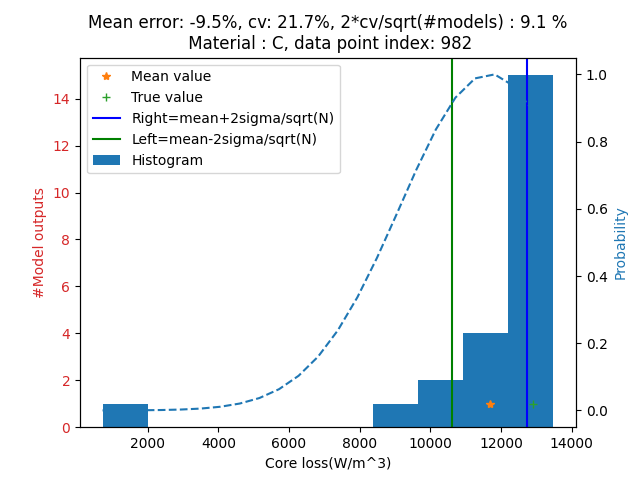 Mean error: -9.5%, cv: 21.7%, 2*cv/sqrt(#models) : 9.1 %
Material : C, data point index: 982
Mean value
True value
Right=mean+2sigma/sqrt(N)
Left=mean-2sigma/sqrt(N)
Histogram
#Model outputs
14
12
10
8
6
4
2
0
1.0
0.8
0.6
0.4
0.2
0.0
Probability
2000 4000 6000 8000 10000 12000 14000
Core loss(W/m^3)